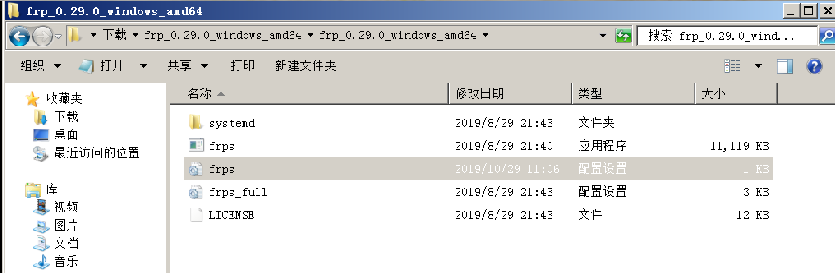 frp_0.29.0_windows_amd64
下载 frp_0.29.0_windows_amd64 frp_0.29.0_windows_amd64 搜索 frp_0.29.0_wind...
组织 打开 共享 打印 新建文件夹
收藏夹
下载
桌面
最近访问的位置
库
视频
图片
文档
音乐
名称 修改日期 类型 大小
systemd 2019/8/29 21:43 文件夹
frps 2019/8/29 21:43 应用程序 11,119 KB
frps 2019/10/29 11:36 配置设置 1 KB
frps_full 2019/8/29 21:43 配置设置 3 KB
LICENSE 2019/8/29 21:43 文件 12 KB